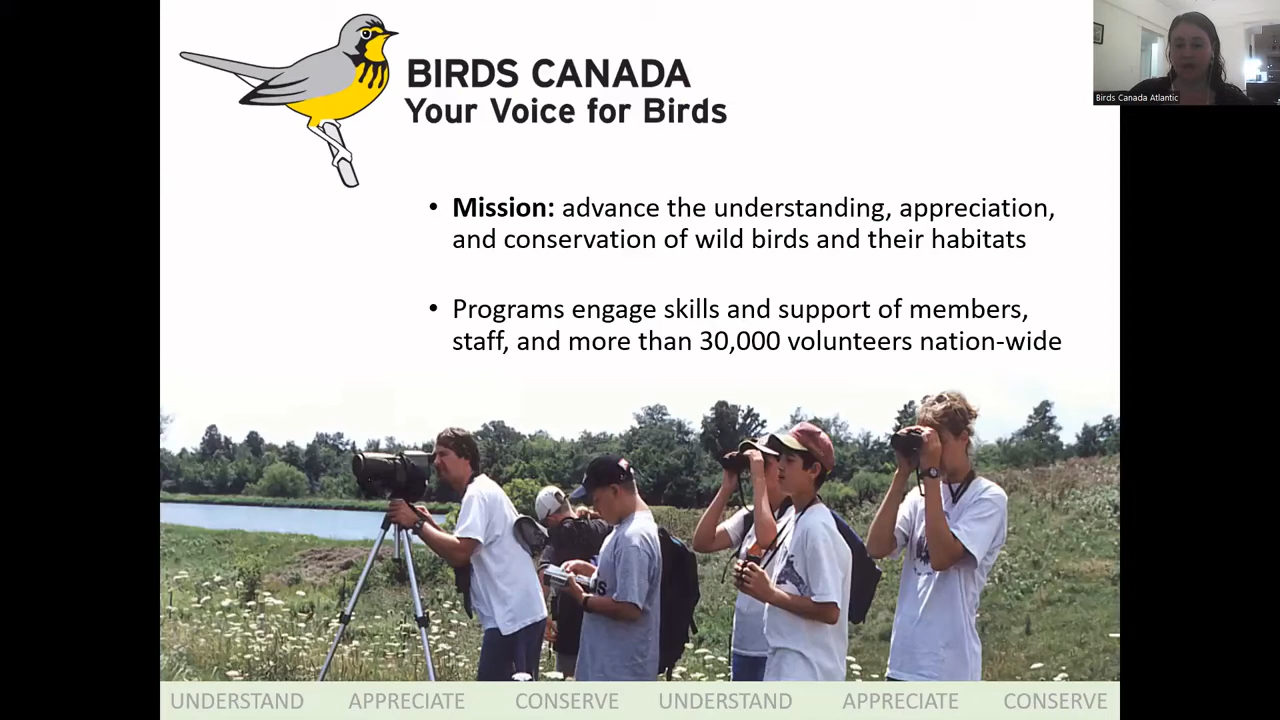 Birds Canada Atlantic
BIRDS CANADA
Your Voice for Birds
• Mission: advance the understanding, appreciation,
and conservation of wild birds and their habitats
• Programs engage skills and support of members,
staff, and more than 30,000 volunteers nation-wide
UNDERSTAND APPRECIATE CONSERVE UNDERSTAND APPRECIATE CONSERVE